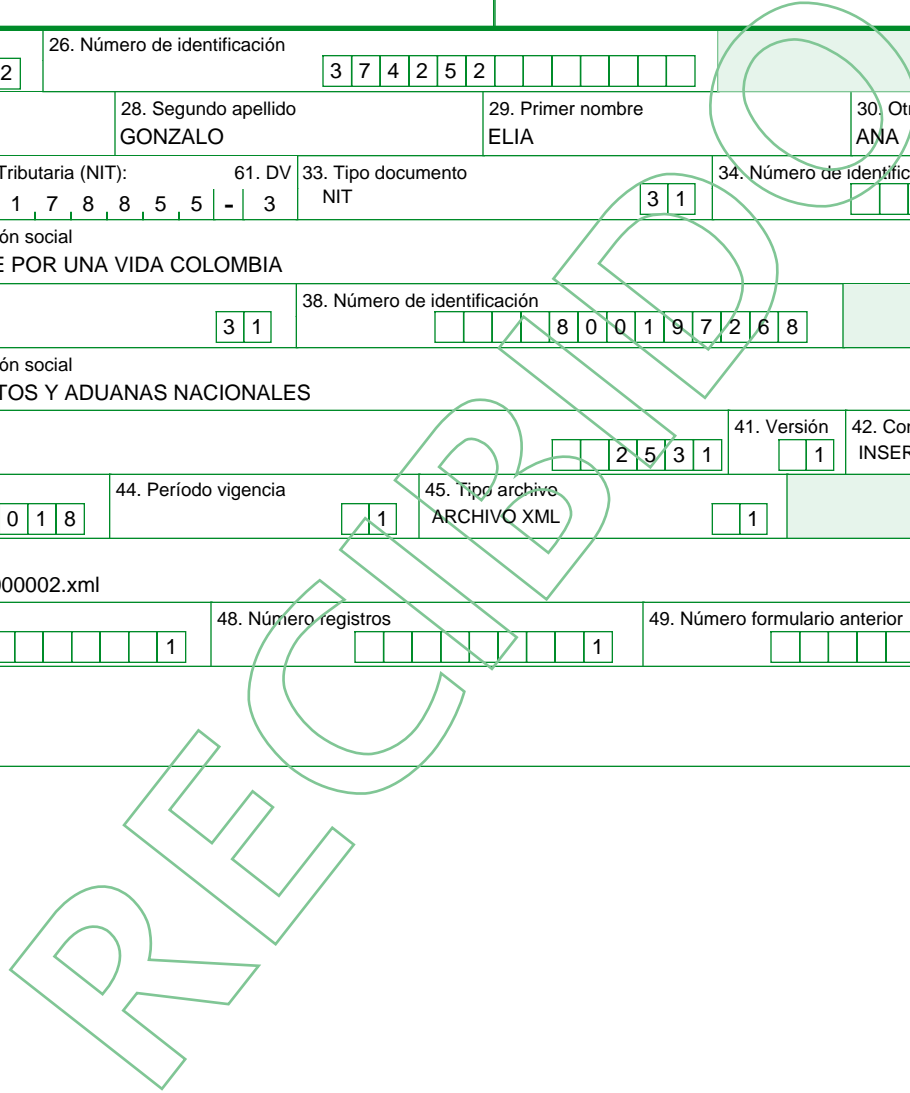 26. Número de identificación
2 3 7 4 2 5 2
28. Segundo apellido 29. Primer nombre 30. Otr
GONZALO ELIA ANA
Tributaria (NIT): 61. DV 33. Tipo documento 34. Número de identific
1 7 8 8 5 5 - 3 NIT 3 1
ón social
E POR UNA VIDA COLOMBIA
38. Número de identificación
3 1 8 0 0 1 9 7 2 6 8
ón social
TOS Y ADUANAS NACIONALES
41. Versión 42. Con
2 5 3 1 1 INSER
44. Período vigencia 45. Tipo archivo
0 1 8 1 ARCHIVO XML 1
000002.xml
48. Número registros 49. Número formulario anterior
1 1
RECIBIDO